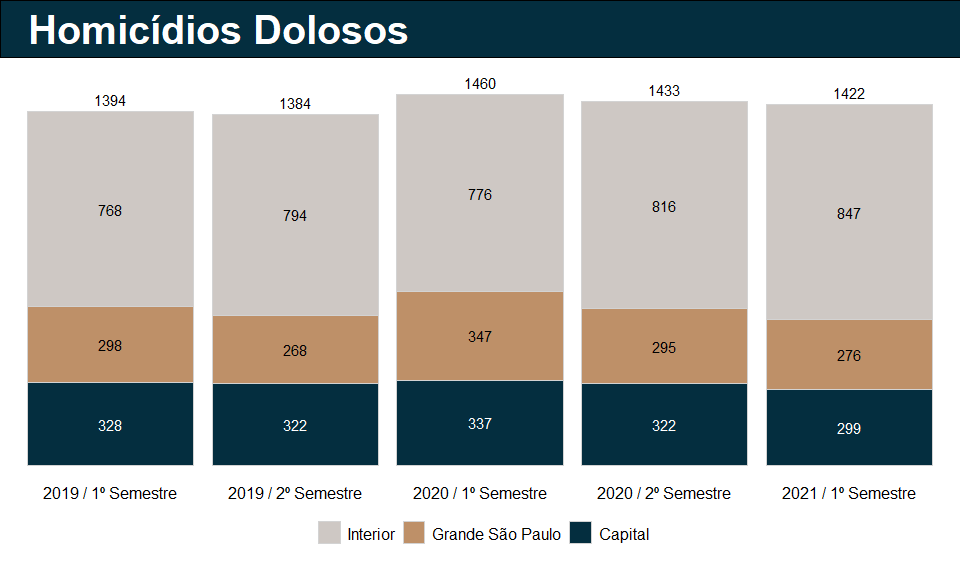 Homicídios Dolosos
1394 1384 1460 1433 1422
768 794 776 816 847
298 268 347 295 276
328 322 337 322 299
2019 / 1º Semestre 2019 / 2º Semestre 2020 / 1º Semestre 2020 / 2º Semestre 2021 / 1º Semestre
Interior Grande São Paulo Capital